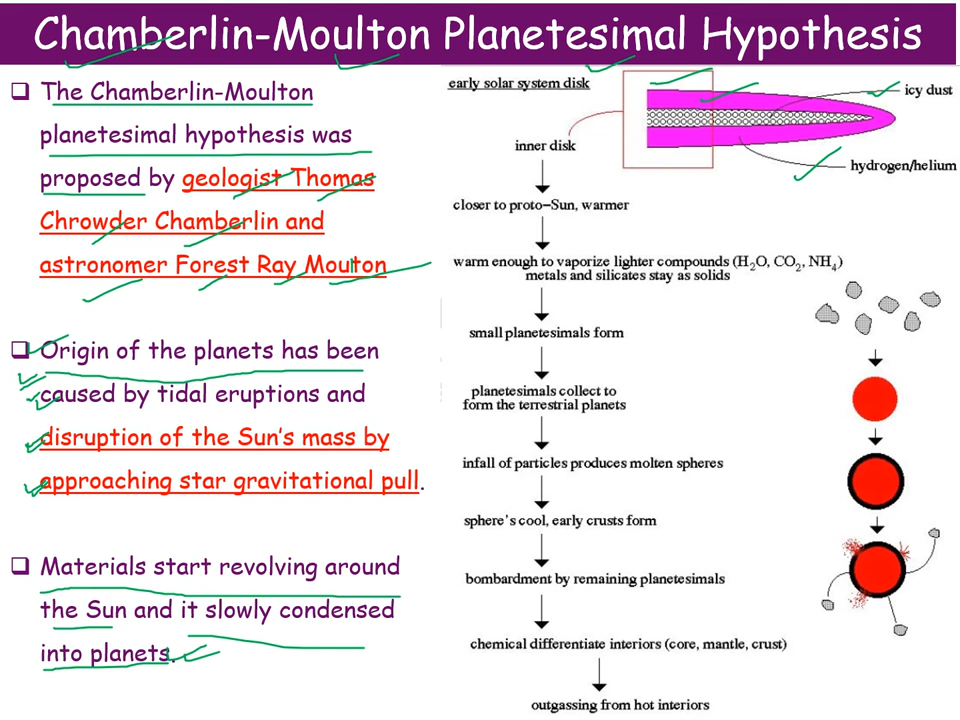 Chamberlin-Moulton Planetesimal Hypothesis
The Chamberlin-Moulton
planetesimal hypothesis was
proposed by geologist Thomas
Chrowder Chamberlin and
astronomer Forest Ray Moulton
Origin of the planets has been
caused by tidal eruptions and
disruption of the Sun's mass by
approaching star gravitational pull.
Materials start revolving around
the Sun and it slowly condensed
into planets.
early solar system disk
icy dust
hydrogen/helium
inner disk
closer to proto-Sun, warmer
warm enough to vaporize lighter compounds (H2O, CO2, NH4)
metals and silicates stay as solids
small planetesimals form
planetesimals collect to
form the terrestrial planets
infall of particles produces molten spheres
sphere's cool, early crusts form
bombardment by remaining planetesimals
chemical differentiate interiors (core, mantle, crust)
outgassing from hot interiors